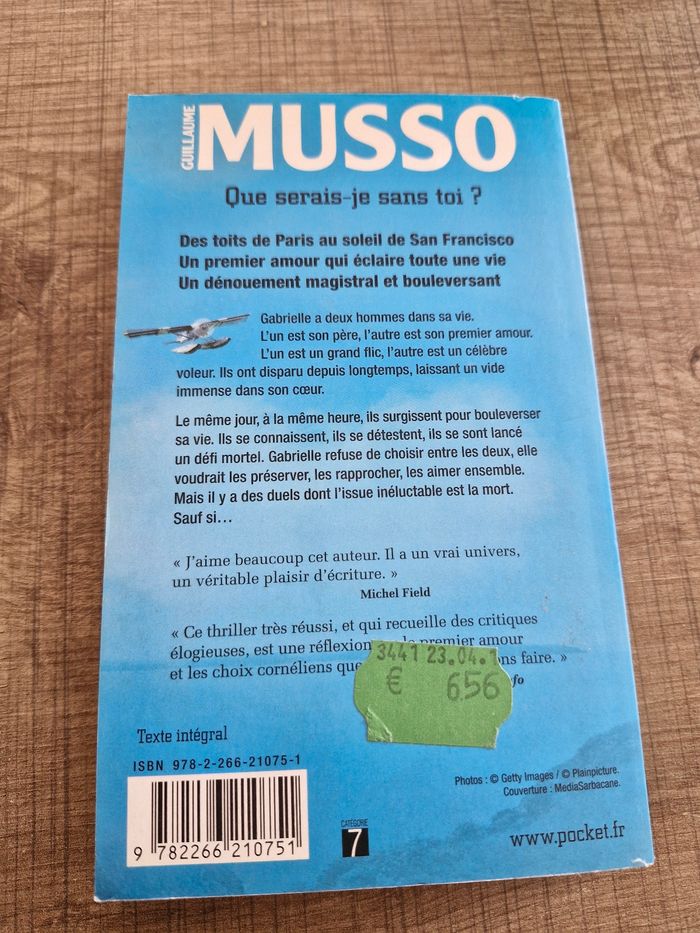 GUILLAUME
MUSSO
Que serais-je sans toi ?
Des toits de Paris au soleil de San Francisco
Un premier amour qui éclaire toute une vie
Un dénouement magistral et bouleversant
Gabrielle a deux hommes dans sa vie.
L'un est son père, l'autre est son premier amour.
L'un est un grand flic, l'autre est un célèbre
voleur. Ils ont disparu depuis longtemps, laissant un vide
immense dans son cœur.
Le même jour, à la même heure, ils surgissent pour bouleverser
sa vie. Ils se connaissent, ils se détestent, ils se sont lancé
un défi mortel. Gabrielle refuse de choisir entre les deux, elle
voudrait les préserver, les rapprocher, les aimer ensemble.
Mais il y a des duels dont l'issue inéluctable est la mort.
Sauf si…
« J'aime beaucoup cet auteur. Il a un vrai univers,
un véritable plaisir d'écriture. »
Michel Field
« Ce thriller très réussi, et qui recueille des critiques
élogieuses, est une réflexion premier amour
et les choix cornéliens que faire. »
3441 23.04.
€ 656
Texte intégral
ISBN 978-2-266-21075-1
9 782266 210751
CATÉGORIE
7
Photos : © Getty Images / © Plainpicture.
Couverture : MediaSarbacane.
www.pocket.fr